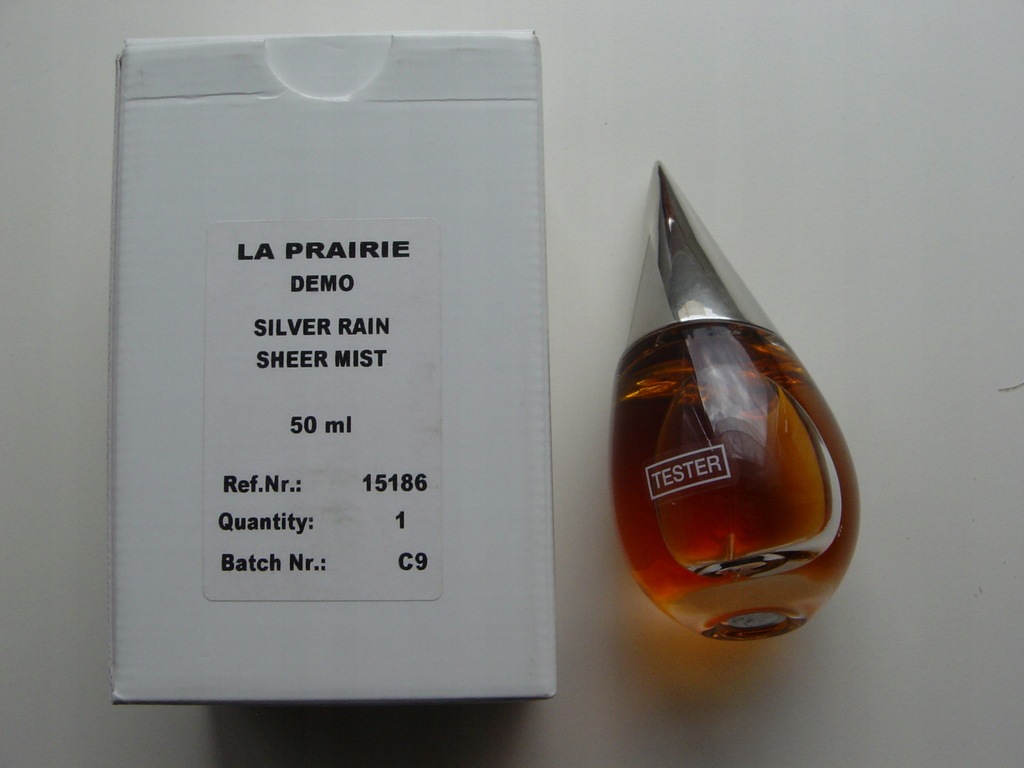 LA PRAIRIE
DEMO
SILVER RAIN
SHEER MIST
50 ml
Ref.Nr.: 15186
Quantity: 1
Batch Nr.: C9
TESTER